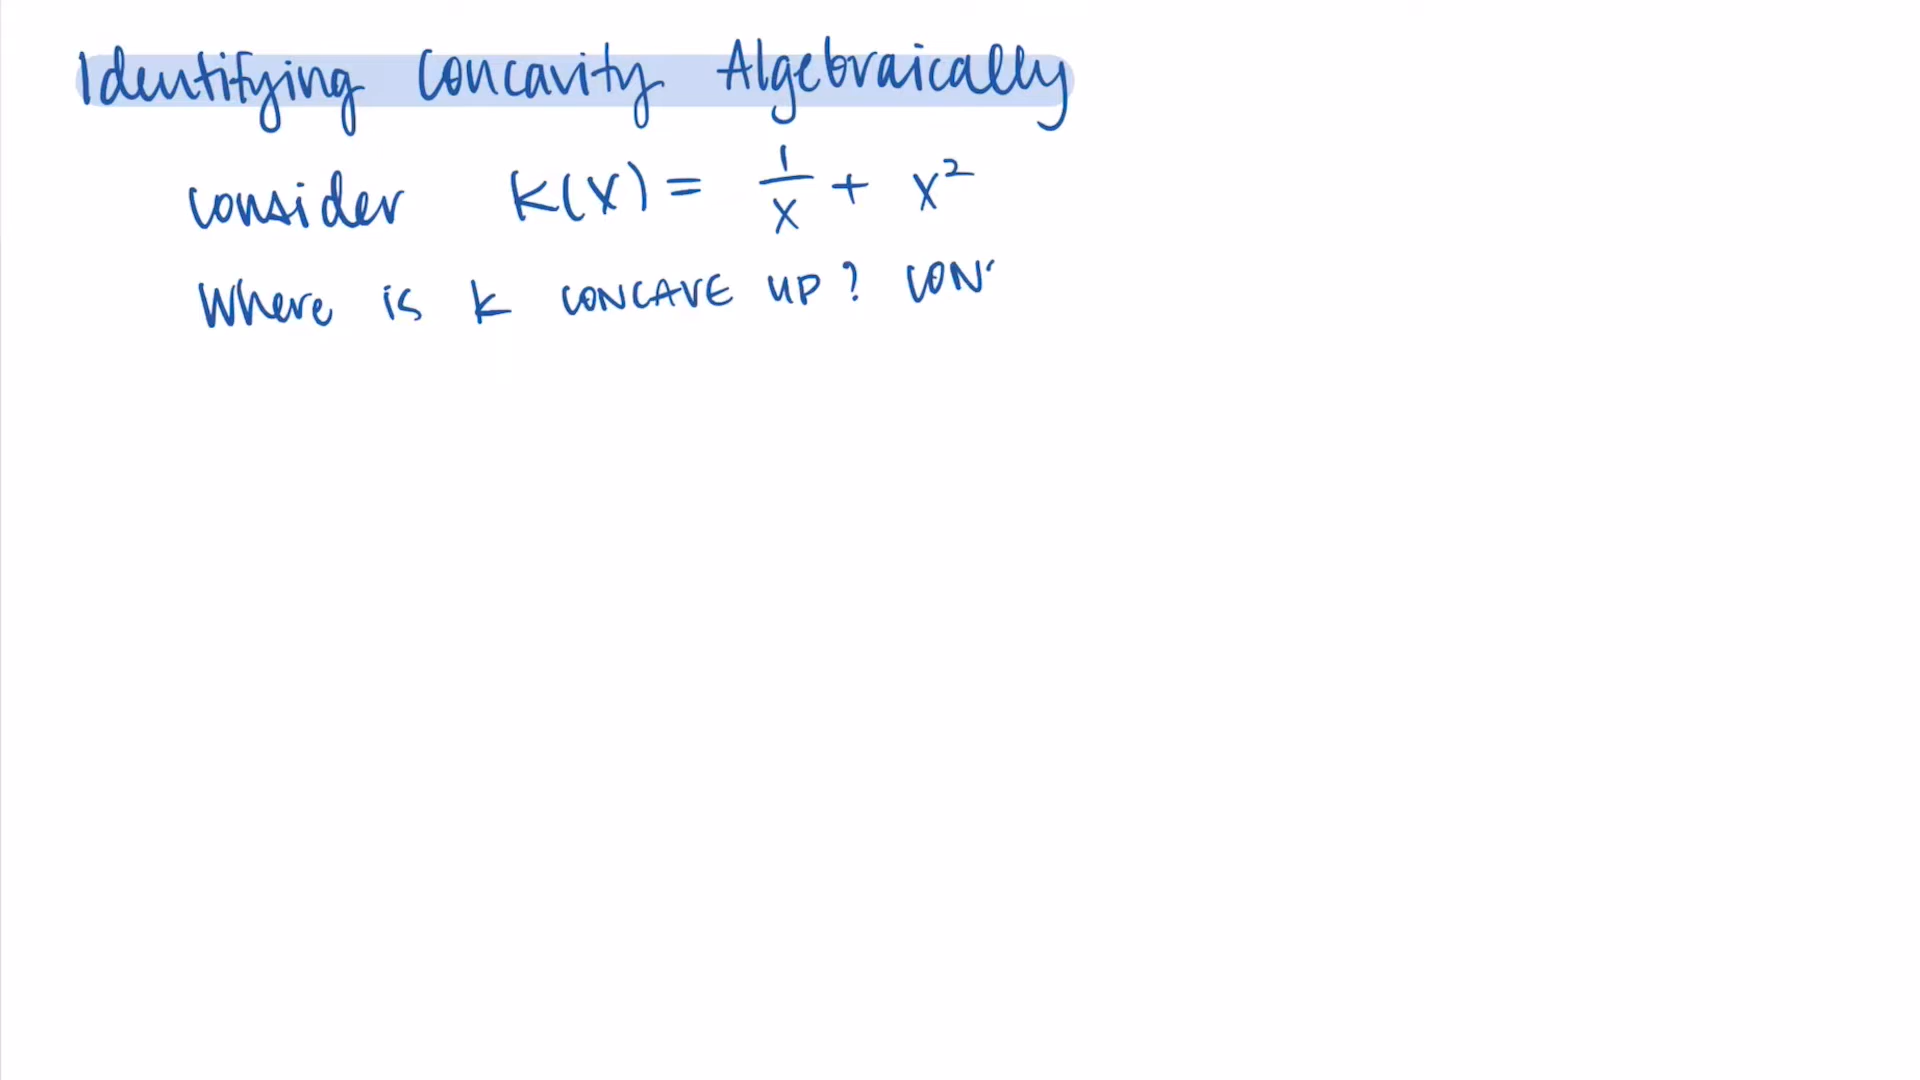 Identifying Concavity Algebraically
consider k(x) = 1/x + x²
Where is k CONCAVE UP? CON